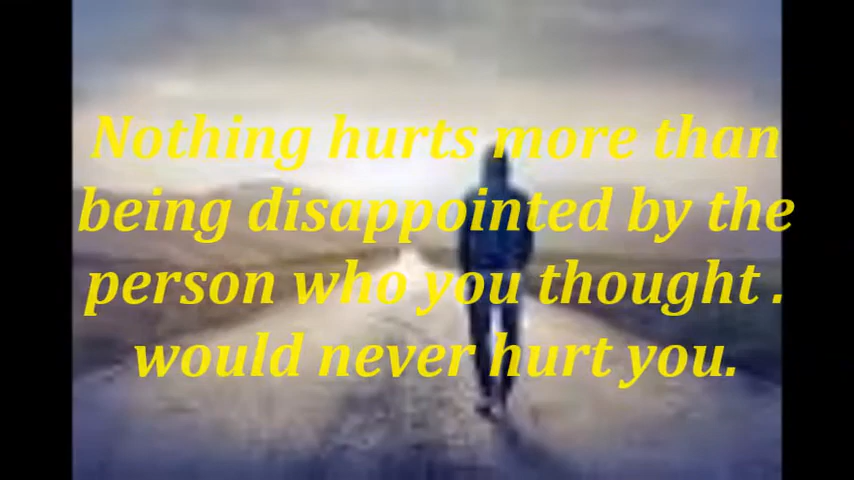 Nothing hurts more than
being disappointed by the
person who you thought .
would never hurt you.